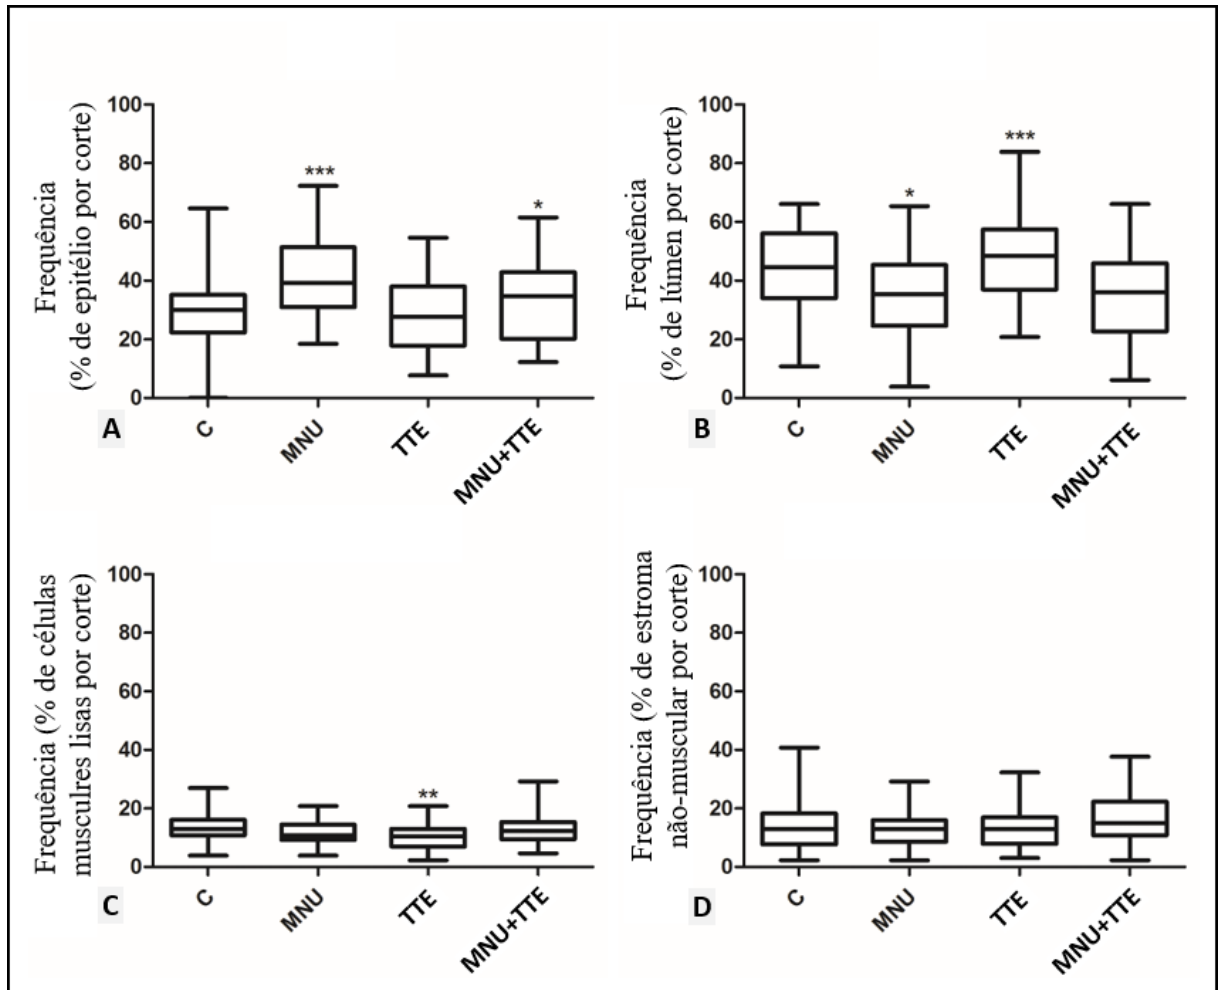 Frequência
(% de epitélio por corte)
100
80
60
40
20
0
***
*
A
C
MNU
TTE
MNU+TTE
Frequência
(% de lúmen por corte)
100
80
60
40
20
0
*
***
B
C
MNU
TTE
MNU+TTE
Frequência (% de células
musculres lisas por corte)
100
80
60
40
20
0
**
C
C
MNU
TTE
MNU+TTE
Frequência (% de estroma
não-muscular por corte)
100
80
60
40
20
0
D
C
MNU
TTE
MNU+TTE